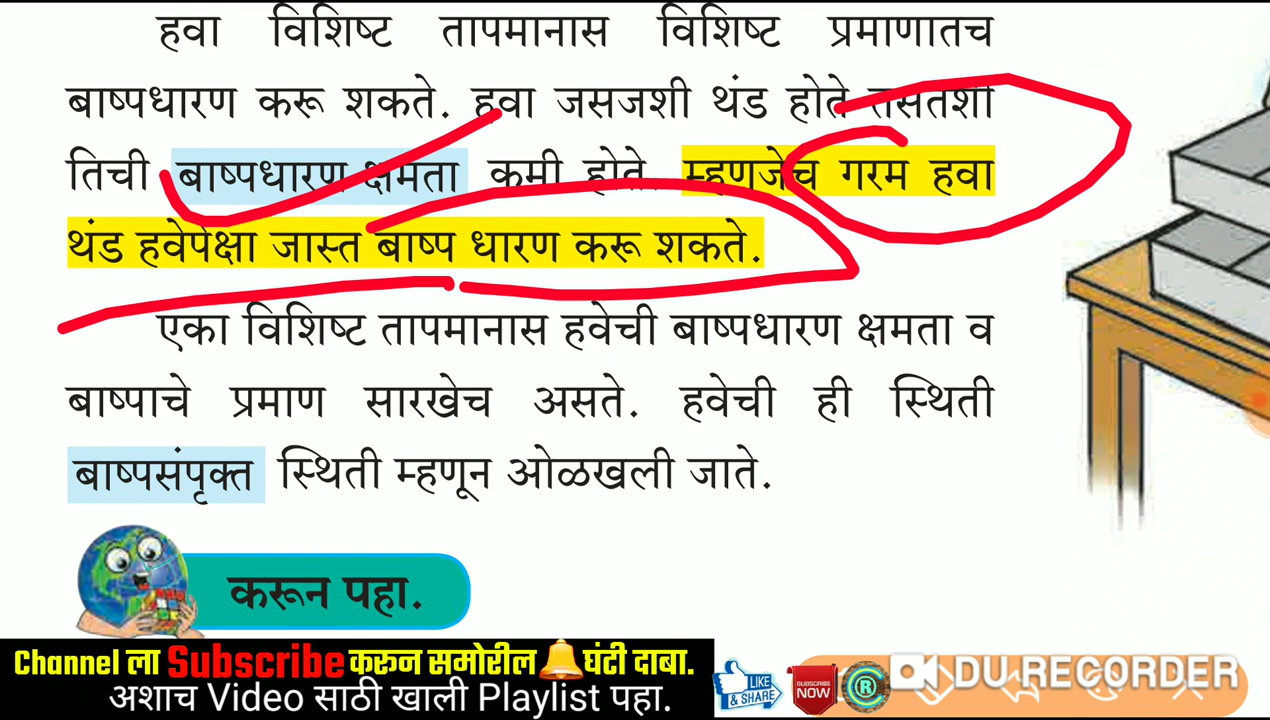 हवा विशिष्ट तापमानास विशिष्ट प्रमाणातच
बाष्पधारण करू शकते. हवा जसजशी थंड होते तसतशी
तिची बाष्पधारण क्षमता कमी होते. म्हणजेच गरम हवा
थंड हवेपेक्षा जास्त बाष्प धारण करू शकते.
एका विशिष्ट तापमानास हवेची बाष्पधारण क्षमता व
बाष्पाचे प्रमाण सारखेच असते. हवेची ही स्थिती
बाष्पसंपृक्त स्थिती म्हणून ओळखली जाते.
करून पहा.
Channel ला Subscribe करून समोरील घंटी दाबा.
अशाच Video साठी खाली Playlist पहा.
LIKE & SHARE
SUBSCRIBE NOW
®
DU RECORDER